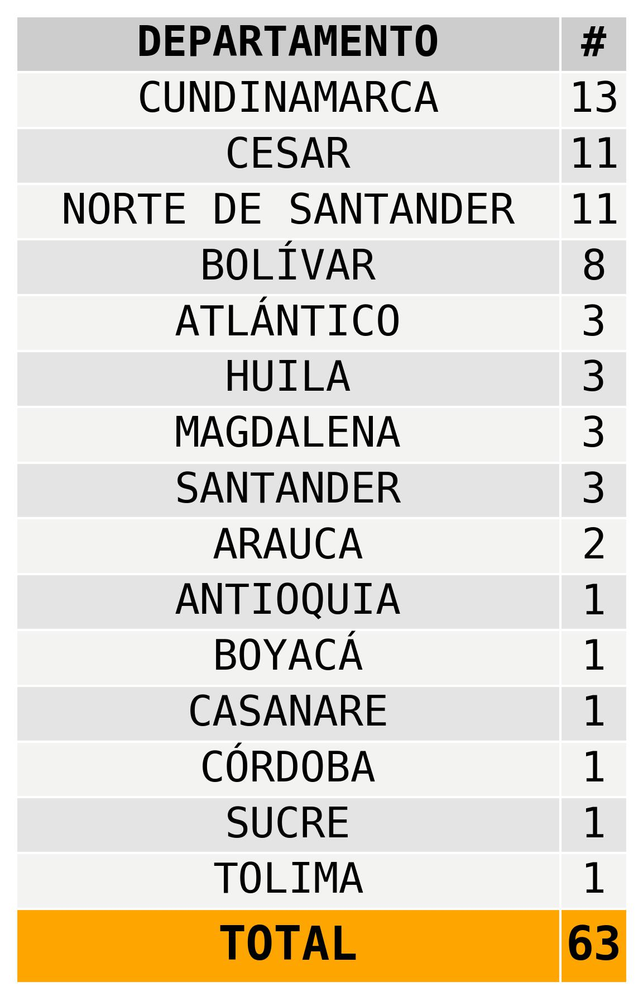 DEPARTAMENTO #
CUNDINAMARCA 13
CESAR 11
NORTE DE SANTANDER 11
BOLÍVAR 8
ATLÁNTICO 3
HUILA 3
MAGDALENA 3
SANTANDER 3
ARAUCA 2
ANTIOQUIA 1
BOYACÁ 1
CASANARE 1
CÓRDOBA 1
SUCRE 1
TOLIMA 1
TOTAL 63